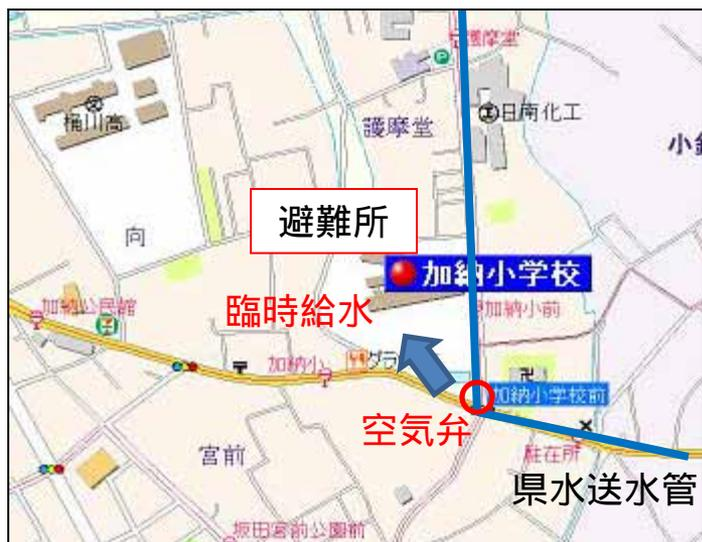 護摩堂
桶川高
日南化工
護摩堂
向
避難所
加納小学校
加納公民館
臨時給水
加納小前
加納小
加納小学校前
空気弁
駐在所
宮前
県水送水管
坂田宮前公園前